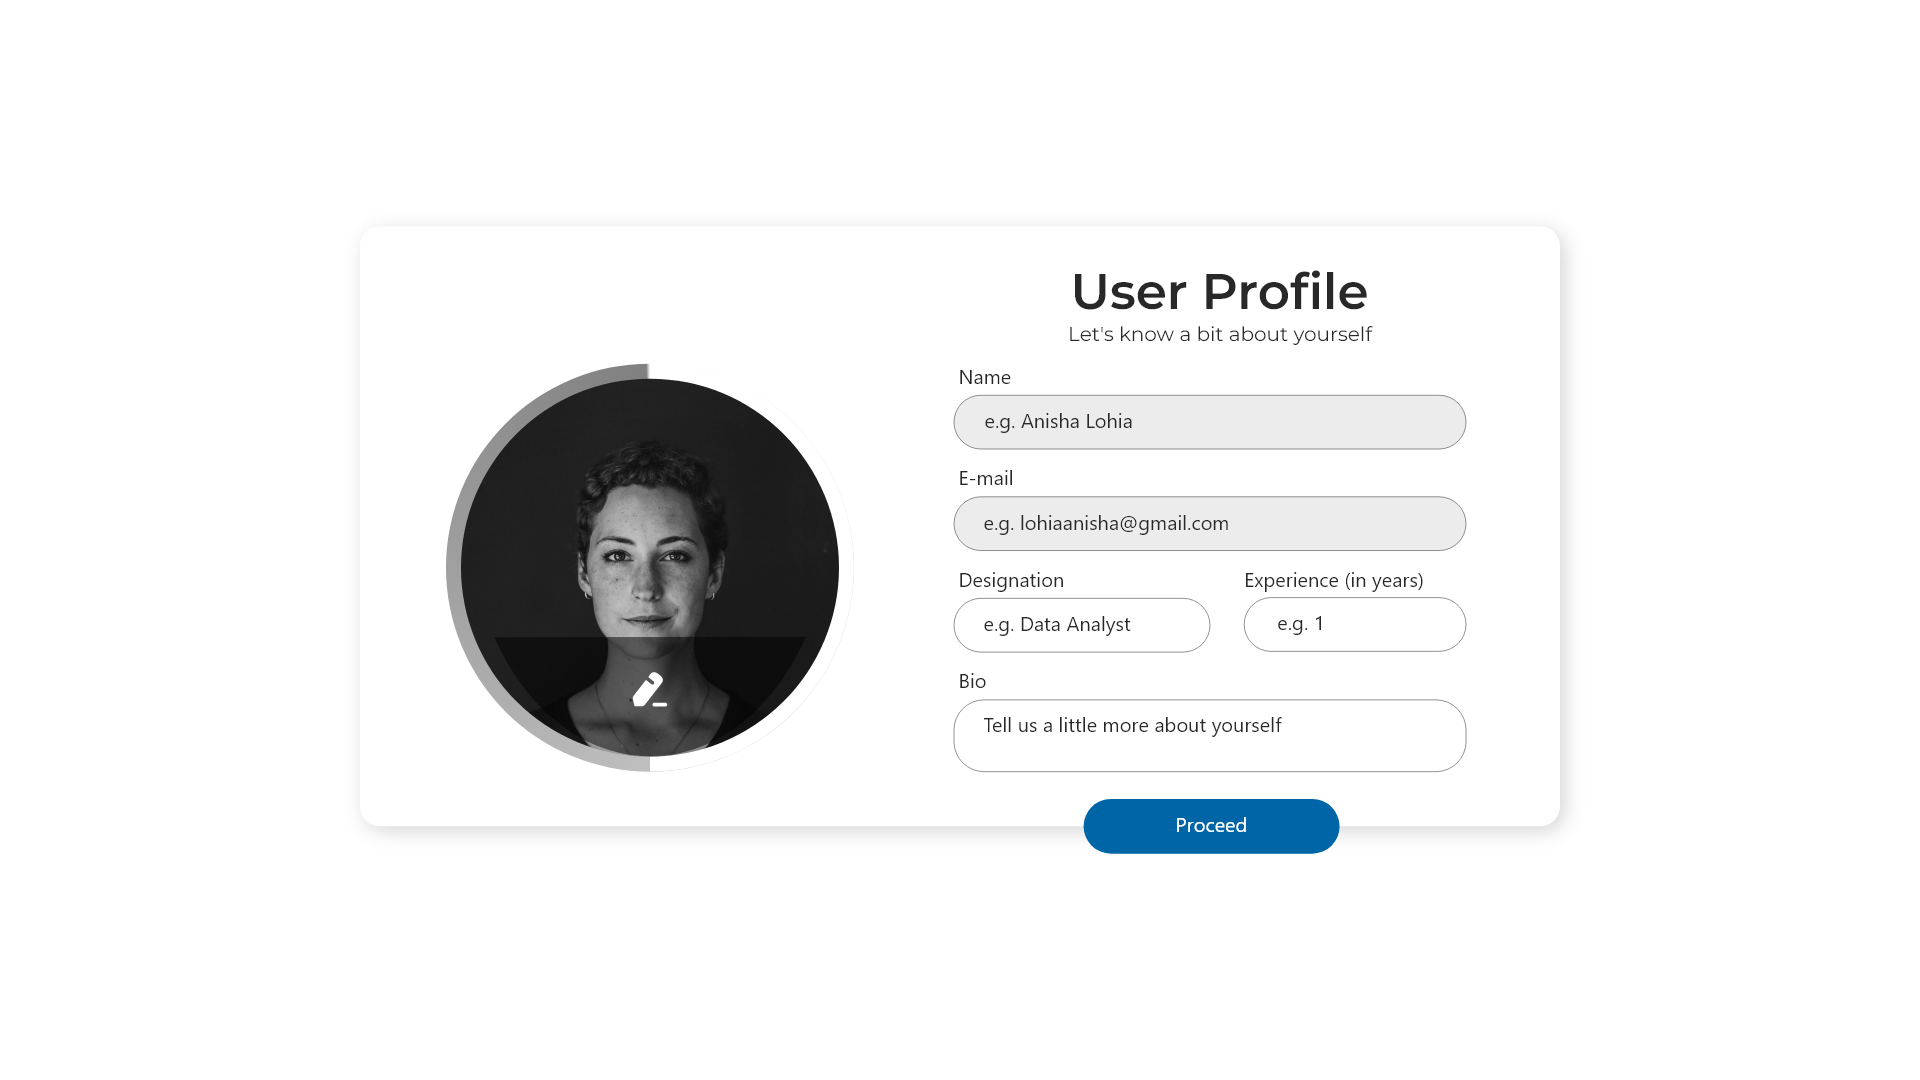 User Profile
Let's know a bit about yourself
Name
e.g. Anisha Lohia
E-mail
e.g. lohiaanisha@gmail.com
Designation
Experience (in years)
e.g. Data Analyst
e.g. 1
Bio
Tell us a little more about yourself
Proceed